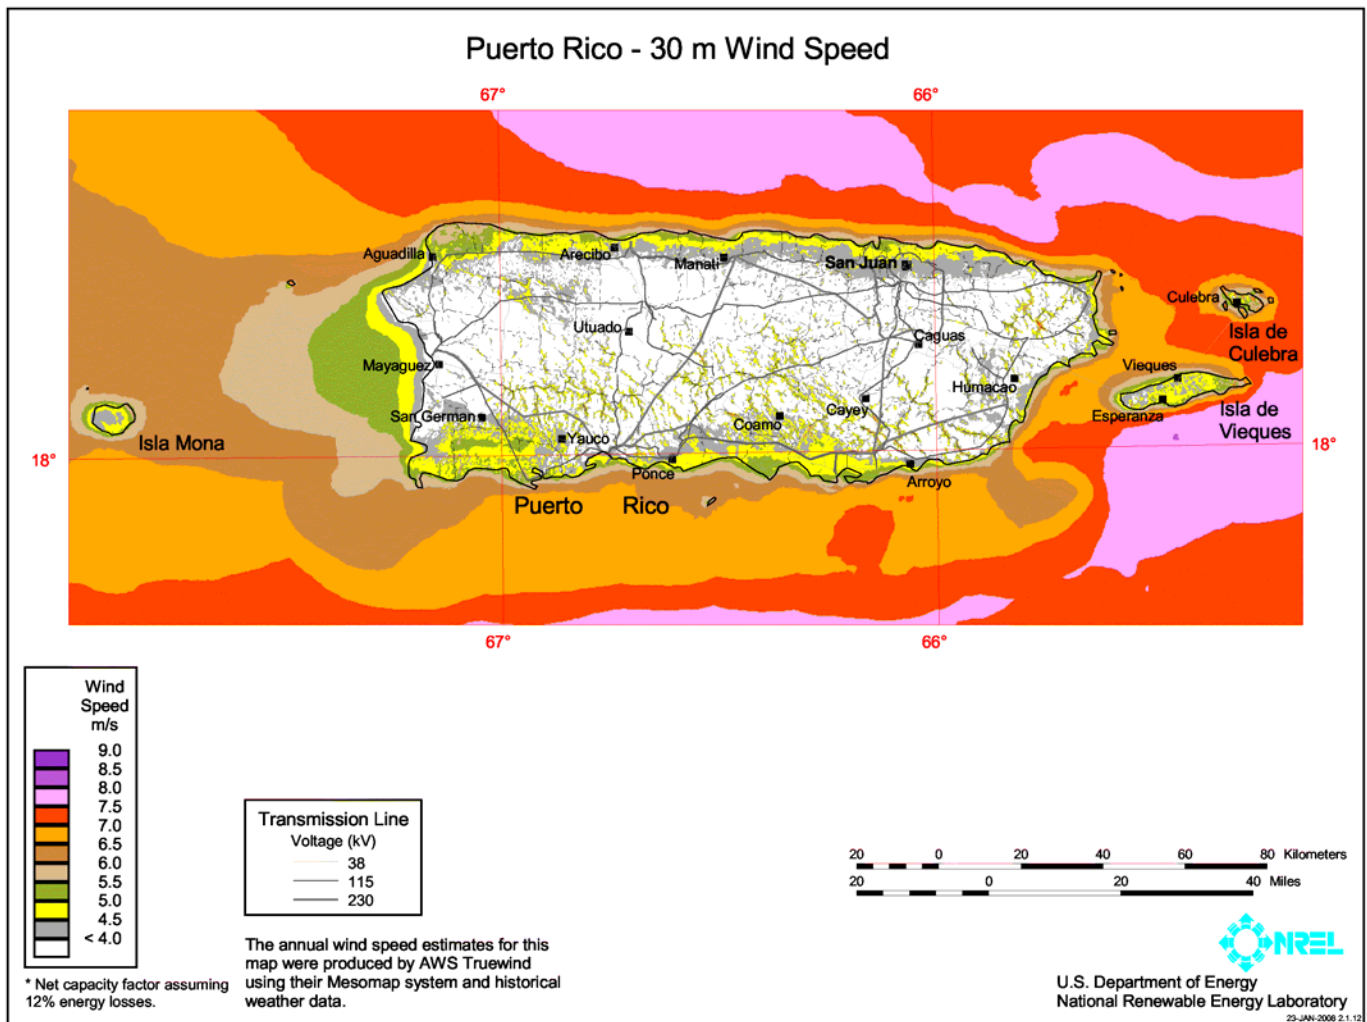 Puerto Rico - 30 m Wind Speed
67°
66°
Aguadilla
Arecibo
Manati
San Juan
Culebra
Isla de
Culebra
Utuado
Caguas
Mayaguez
Vieques
Humacao
Esperanza
Isla de
Vieques
San German
Cayey
Coamo
Isla Mona
Yauco
18°
18°
Ponce
Arroyo
Puerto Rico
67°
66°
Wind
Speed
m/s
9.0
8.5
8.0
7.5
7.0
6.5
6.0
5.5
5.0
4.5
< 4.0
* Net capacity factor assuming
12% energy losses.
Transmission Line
Voltage (kV)
38
115
230
The annual wind speed estimates for this
map were produced by AWS Truewind
using their Mesomap system and historical
weather data.
20 0 20 40 60 80 Kilometers
20 0 20 40 Miles
NREL
U.S. Department of Energy
National Renewable Energy Laboratory
23-JAN-2008 2.1.12